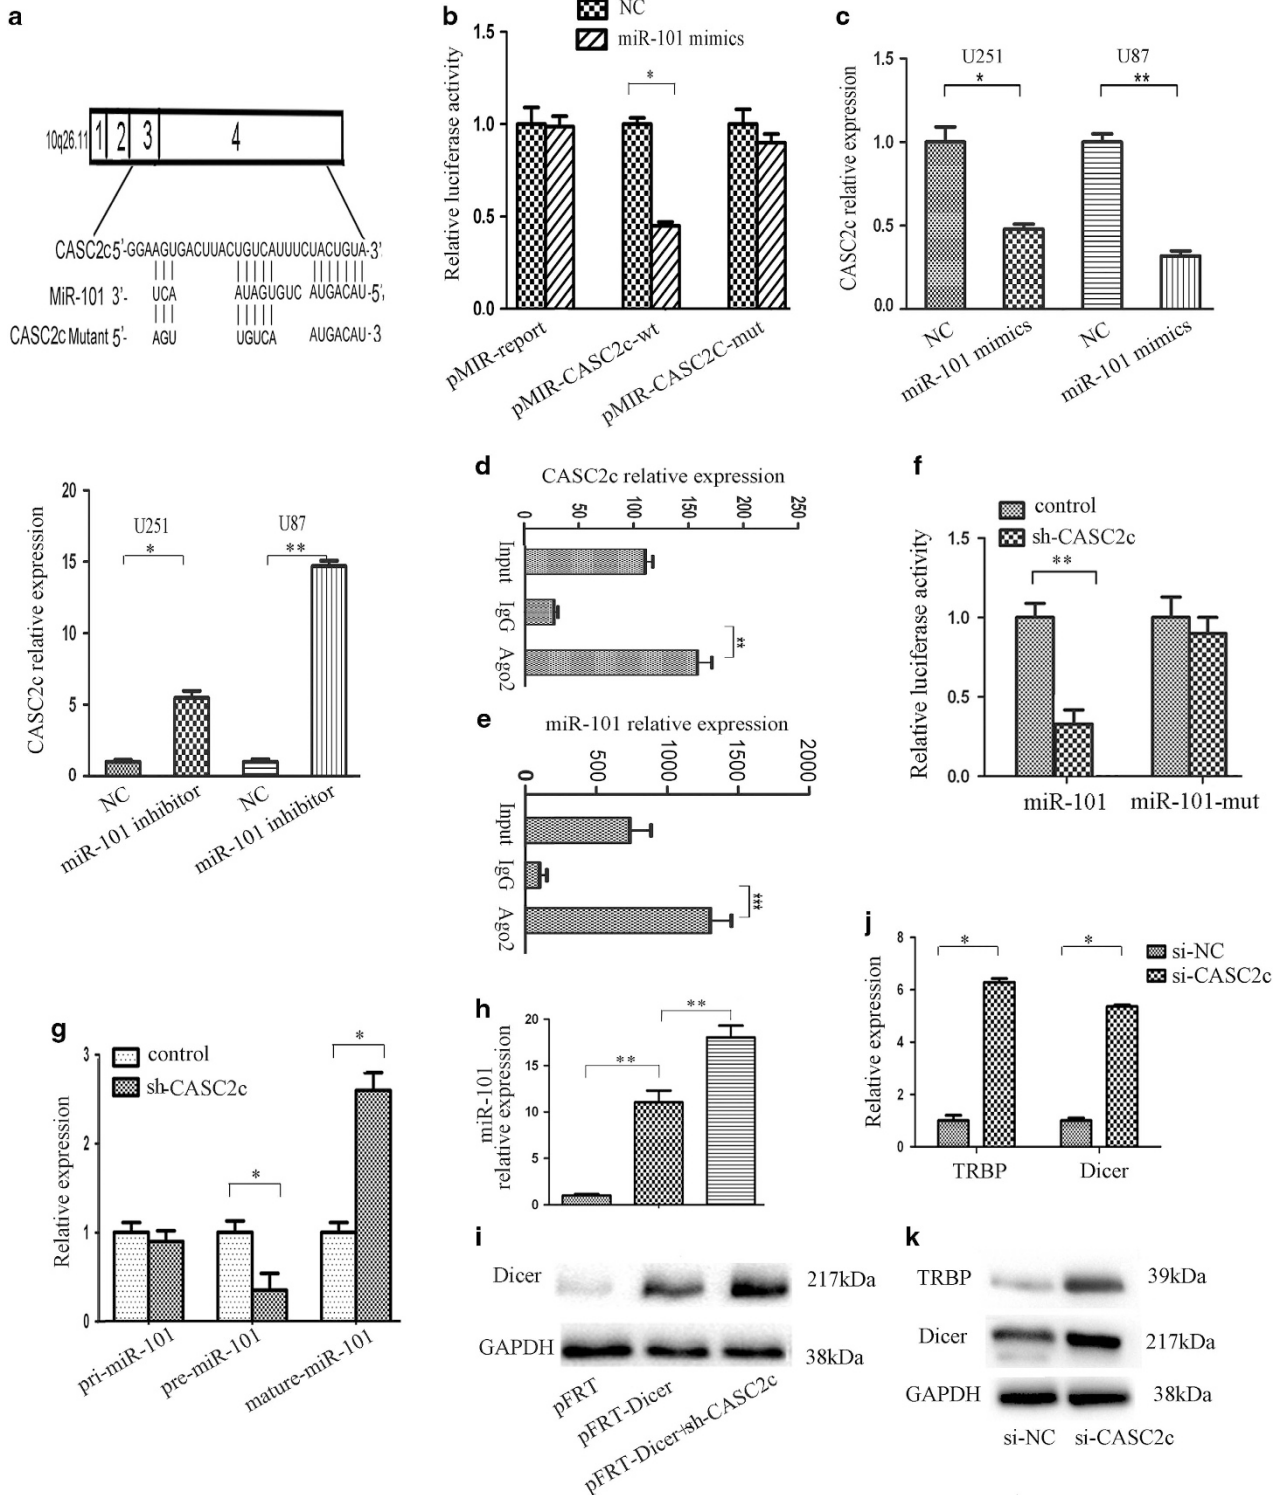 a
10q26.11 1 2 3 4
CASC2c5'-GGAAGUGACUUACUGUCAUUUCUACUGUA-3'
MiR-101 3'- UCA AUAGUGUC AUGACAU-5'
CASC2c Mutant 5'- AGU UGUCA AUGACAU-3
b
NC
miR-101 mimics
Relative luciferase activity
1.5
1.0
0.5
0.0
*
pMIR-report
pMIR-CASC2c-wt
pMIR-CASC2C-mut
c
CASC2c relative expression
1.5
1.0
0.5
0.0
U251 U87
* **
NC
miR-101 mimics
NC
miR-101 mimics
CASC2c relative expression
20
15
10
5
0
U251 U87
* **
NC
miR-101 inhibitor
NC
miR-101 inhibitor
d
CASC2c relative expression
0 50 100 150 200 250
Input
IgG
Ago2
**
e
miR-101 relative expression
0 500 1000 1500 2000
Input
IgG
Ago2
***
f
control
sh-CASC2c
Relative luciferase activity
1.5
1.0
0.5
0.0
**
miR-101 miR-101-mut
g
control
sh-CASC2c
Relative expression
3
2
1
0
*
*
pri-miR-101
pre-miR-101
mature-miR-101
h
miR-101
relative expression
20
15
10
5
0
**
**
i
Dicer 217kDa
GAPDH 38kDa
pFRT
pFRT-Dicer
pFRT-Dicer+sh-CASC2c
j
si-NC
si-CASC2c
Relative expression
8
6
4
2
0
* *
TRBP Dicer
k
TRBP 39kDa
Dicer 217kDa
GAPDH 38kDa
si-NC si-CASC2c